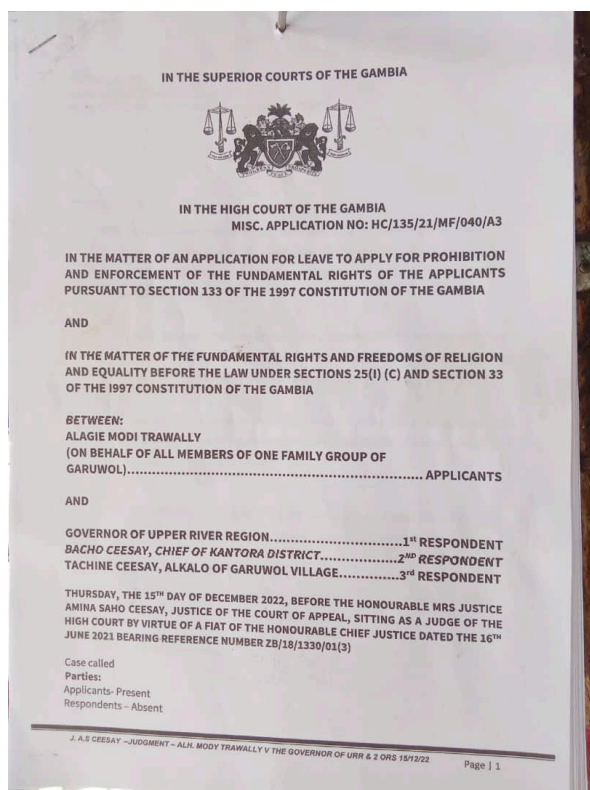 IN THE SUPERIOR COURTS OF THE GAMBIA
IN THE HIGH COURT OF THE GAMBIA
MISC. APPLICATION NO: HC/135/21/MF/040/A3
IN THE MATTER OF AN APPLICATION FOR LEAVE TO APPLY FOR PROHIBITION
AND ENFORCEMENT OF THE FUNDAMENTAL RIGHTS OF THE APPLICANTS
PURSUANT TO SECTION 133 OF THE 1997 CONSTITUTION OF THE GAMBIA
AND
IN THE MATTER OF THE FUNDAMENTAL RIGHTS AND FREEDOMS OF RELIGION
AND EQUALITY BEFORE THE LAW UNDER SECTIONS 25(I) (C) AND SECTION 33
OF THE I997 CONSTITUTION OF THE GAMBIA
BETWEEN:
ALAGIE MODI TRAWALLY
(ON BEHALF OF ALL MEMBERS OF ONE FAMILY GROUP OF
GARUWOL)........................................................................ APPLICANTS
AND
GOVERNOR OF UPPER RIVER REGION.................................1st RESPONDENT
BACHO CEESAY, CHIEF OF KANTORA DISTRICT....................2ND RESPONDENT
TACHINE CEESAY, ALKALO OF GARUWOL VILLAGE...............3rd RESPONDENT
THURSDAY, THE 15TH DAY OF DECEMBER 2022, BEFORE THE HONOURABLE MRS JUSTICE
AMINA SAHO CEESAY, JUSTICE OF THE COURT OF APPEAL, SITTING AS A JUDGE OF THE
HIGH COURT BY VIRTUE OF A FIAT OF THE HONOURABLE CHIEF JUSTICE DATED THE 16TH
JUNE 2021 BEARING REFERENCE NUMBER ZB/18/1330/01(3)
Case called
Parties:
Applicants- Present
Respondents – Absent
J. A.S CEESAY –JUDGMENT – ALH. MODY TRAWALLY V THE GOVERNOR OF URR & 2 ORS 15/12/22
Page | 1